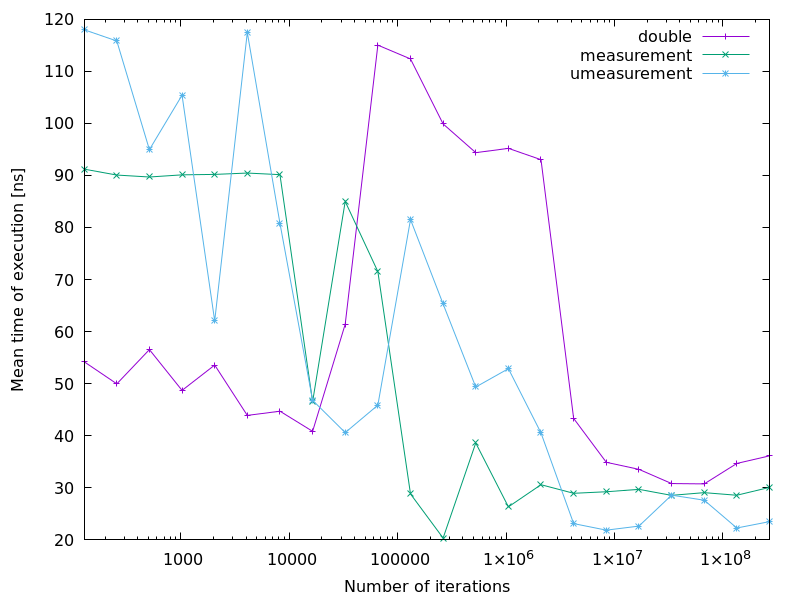 120
110
100
90
80
70
60
50
40
30
20
Mean time of execution [ns]
double
measurement
umeasurement
1000 10000 100000 1×10⁶ 1×10⁷ 1×10⁸
Number of iterations